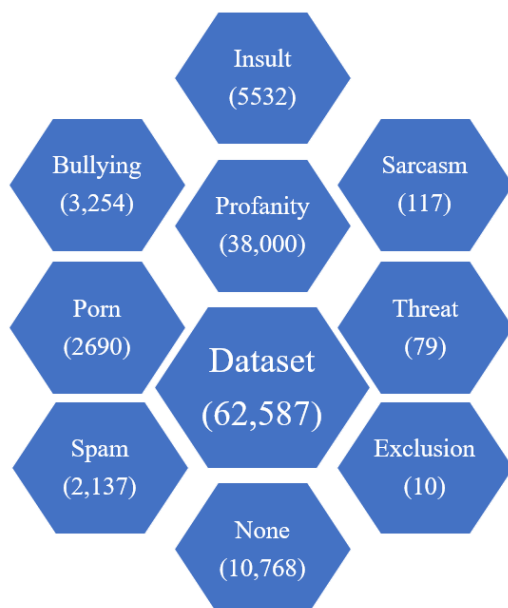 Insult
(5532)
Bullying
(3,254)
Profanity
(38,000)
Sarcasm
(117)
Porn
(2690)
Dataset
(62,587)
Threat
(79)
Spam
(2,137)
Exclusion
(10)
None
(10,768)